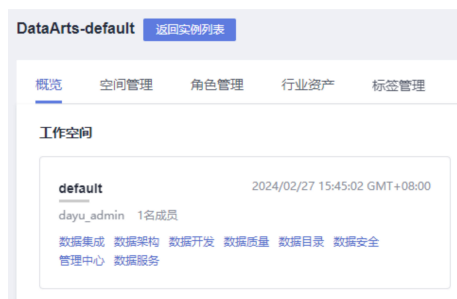 DataArts-default 返回实例列表
概览 空间管理 角色管理 行业资产 标签管理
工作空间
default 2024/02/27 15:45:02 GMT+08:00
dayu_admin 1名成员
数据集成 数据架构 数据开发 数据质量 数据目录 数据安全
管理中心 数据服务